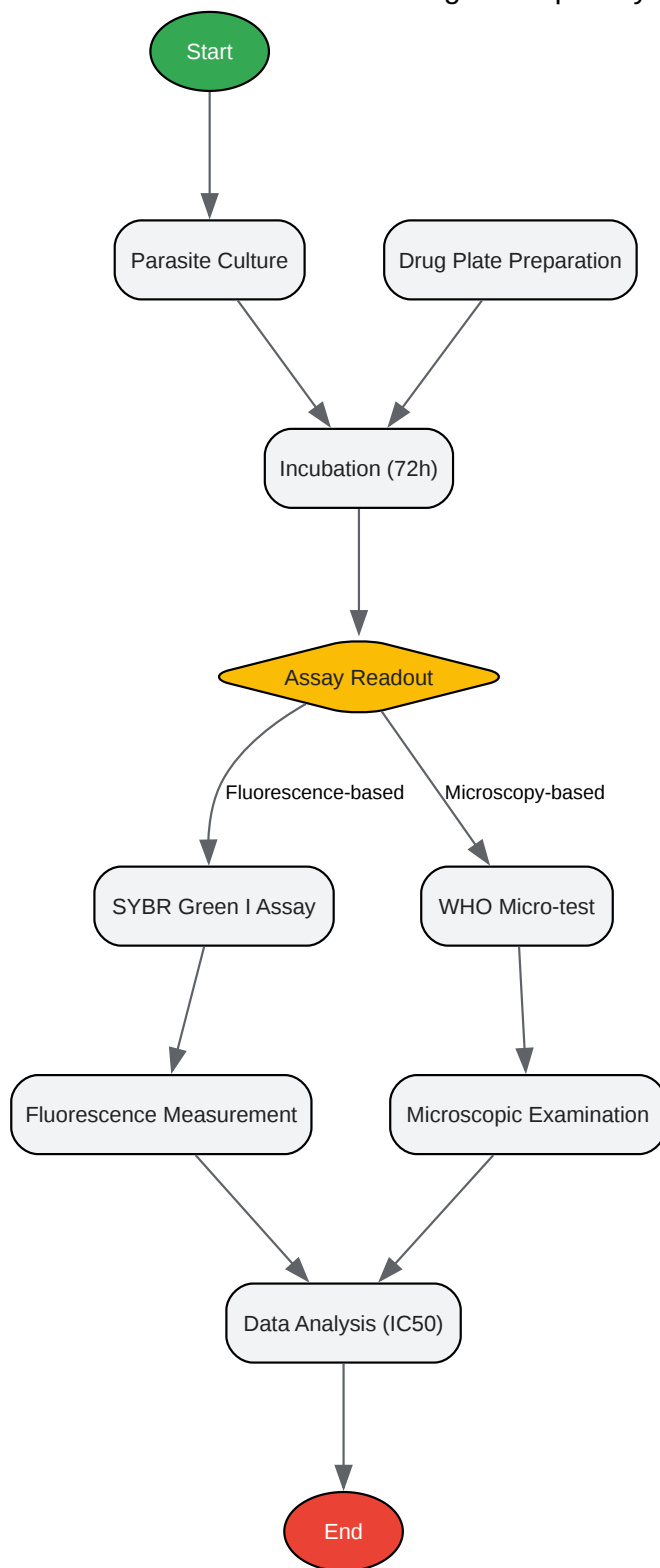 Start
Parasite Culture
Drug Plate Preparation
Incubation (72h)
Assay Readout
Fluorescence-based
Microscopy-based
SYBR Green I Assay
WHO Micro-test
Fluorescence Measurement
Microscopic Examination
Data Analysis (IC50)
End